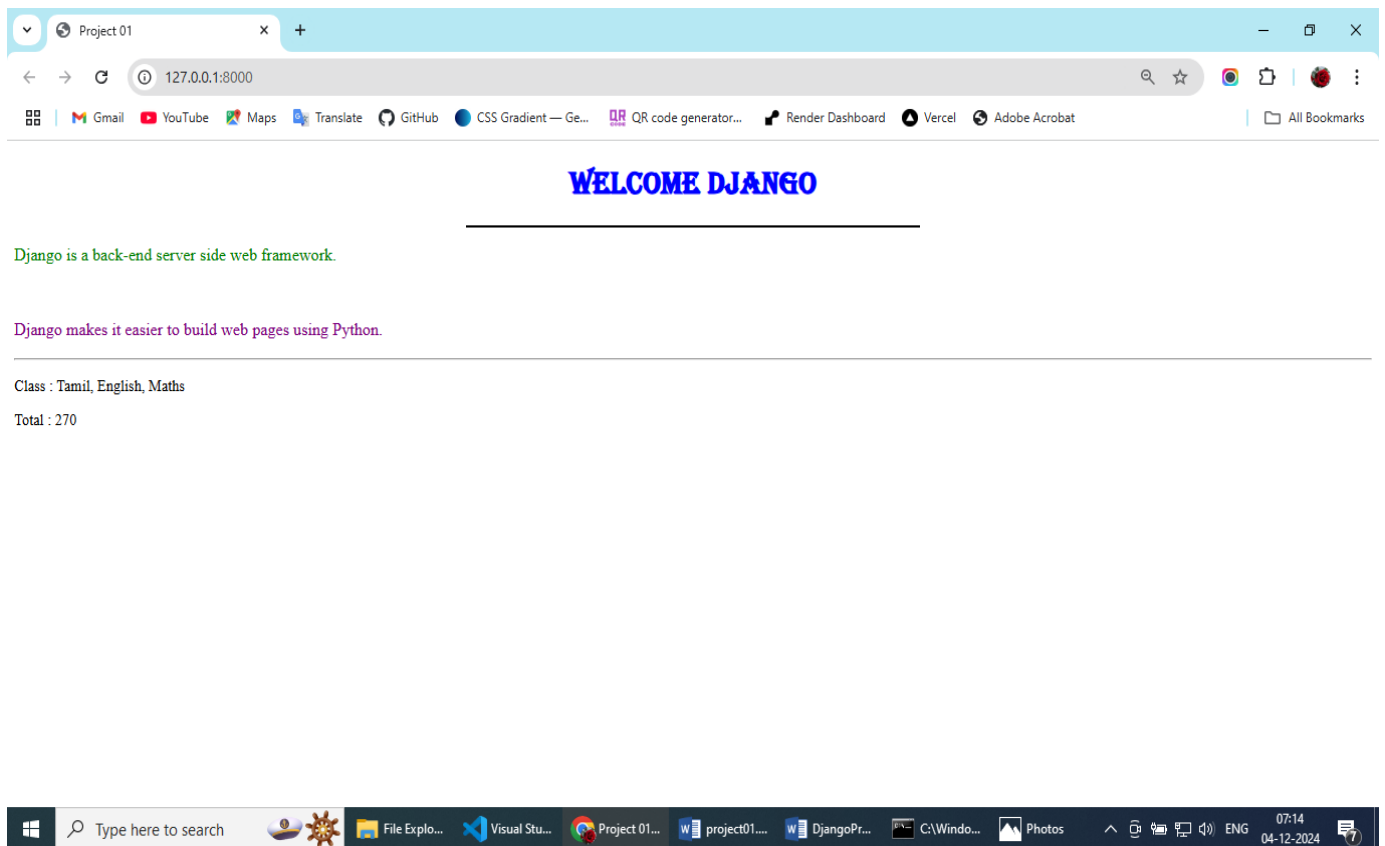 Project 01
127.0.0.1:8000
Gmail YouTube Maps Translate GitHub CSS Gradient — Ge... QR code generator... Render Dashboard Vercel Adobe Acrobat All Bookmarks
WELCOME DJANGO
Django is a back-end server side web framework.
Django makes it easier to build web pages using Python.
Class : Tamil, English, Maths
Total : 270
Type here to search File Explo... Visual Stu... Project 01... project01.... DjangoPr... C:\Windo... Photos ENG 07:14
04-12-2024 7